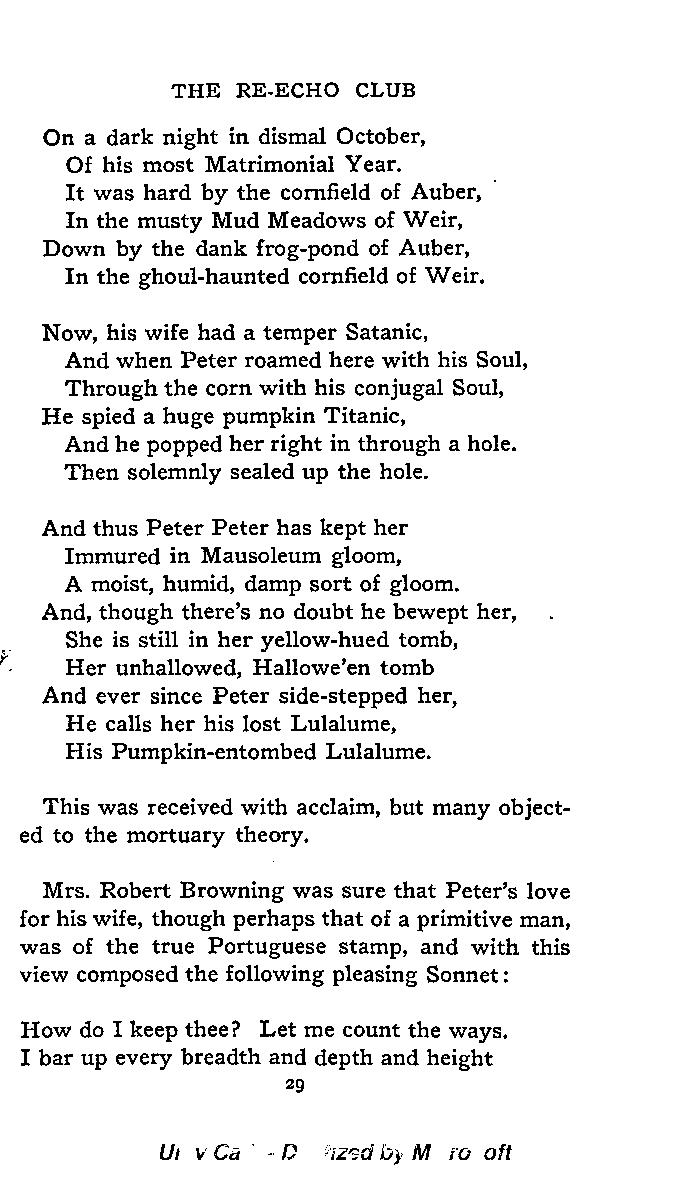 THE RE-ECHO CLUB
On a dark night in dismal October,
Of his most Matrimonial Year.
It was hard by the cornfield of Auber,
In the musty Mud Meadows of Weir,
Down by the dank frog-pond of Auber,
In the ghoul-haunted cornfield of Weir.
Now, his wife had a temper Satanic,
And when Peter roamed here with his Soul,
Through the corn with his conjugal Soul,
He spied a huge pumpkin Titanic,
And he popped her right in through a hole.
Then solemnly sealed up the hole.
And thus Peter Peter has kept her
Immured in Mausoleum gloom,
A moist, humid, damp sort of gloom.
And, though there's no doubt he bewept her,
She is still in her yellow-hued tomb,
Her unhallowed, Hallowe'en tomb
And ever since Peter side-stepped her,
He calls her his lost Lulalume,
His Pumpkin-entombed Lulalume.
This was received with acclaim, but many object-
ed to the mortuary theory.
Mrs. Robert Browning was sure that Peter's love
for his wife, though perhaps that of a primitive man,
was of the true Portuguese stamp, and with this
view composed the following pleasing Sonnet:
How do I keep thee? Let me count the ways.
I bar up every breadth and depth and height
29
by